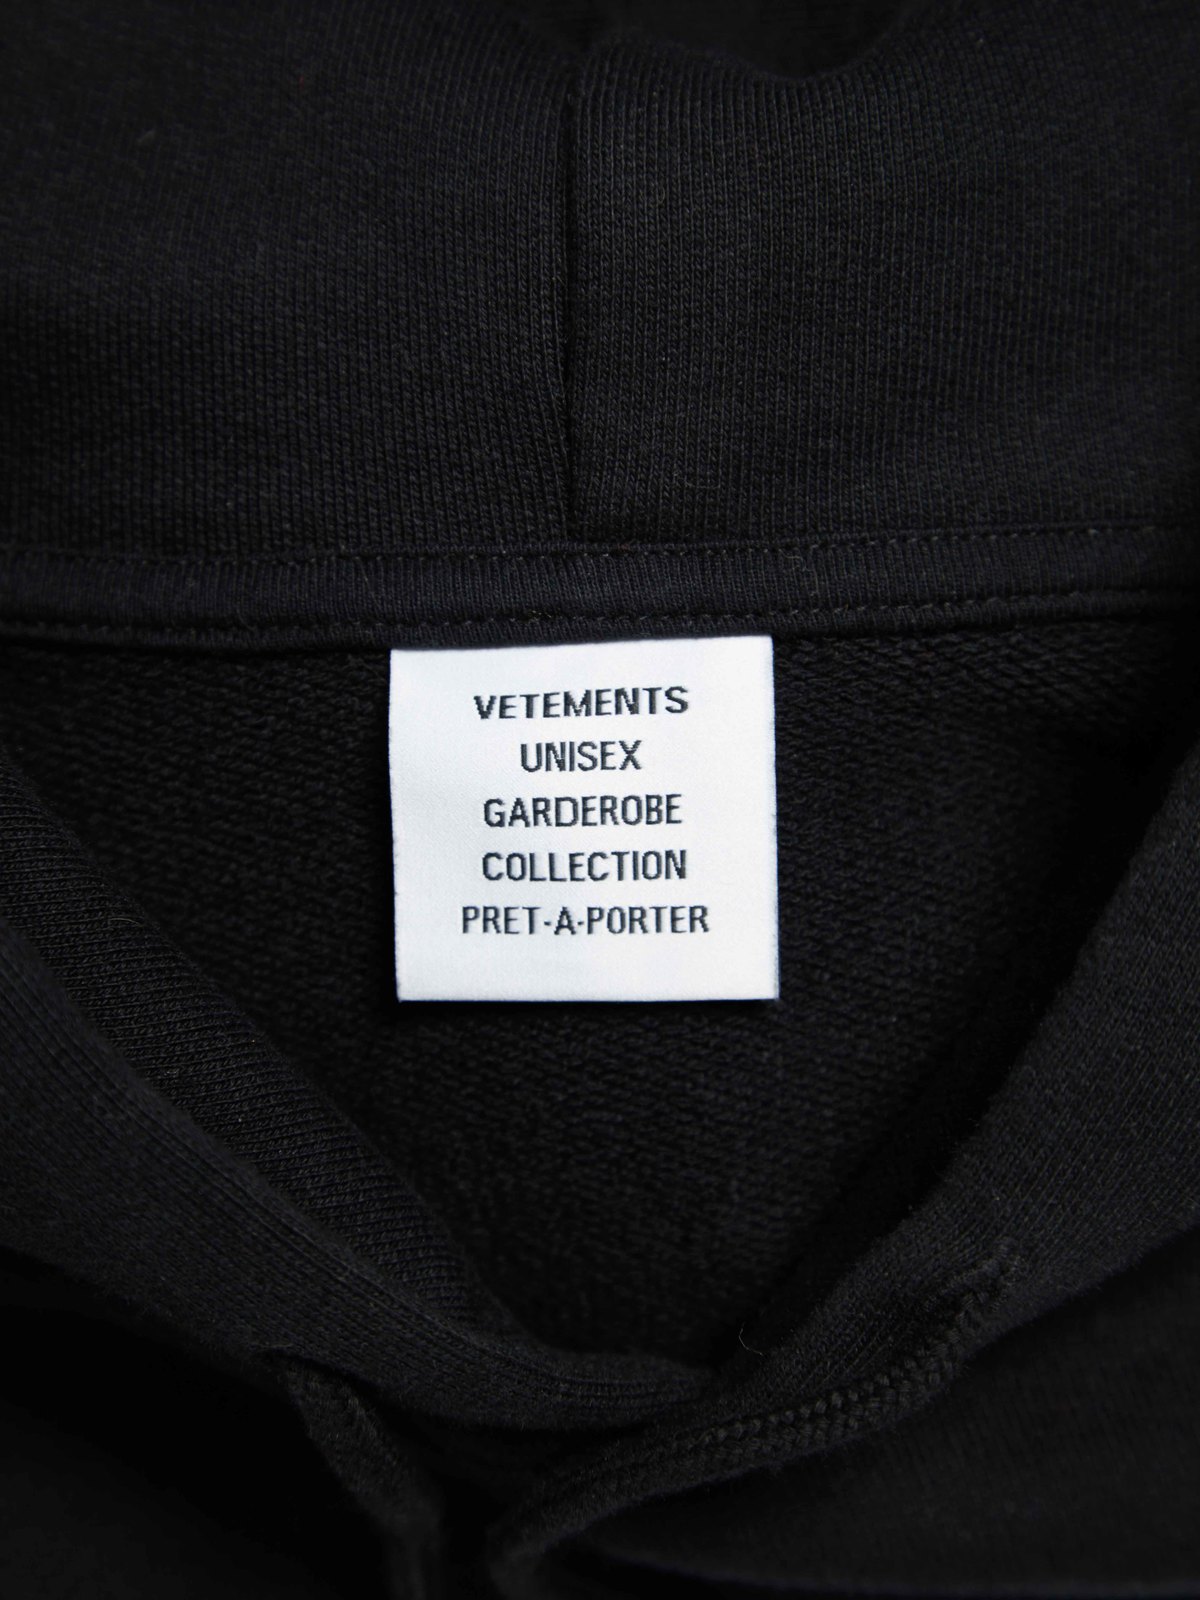 VETEMENTS
UNISEX
GARDEROBE
COLLECTION
PRET-A-PORTER